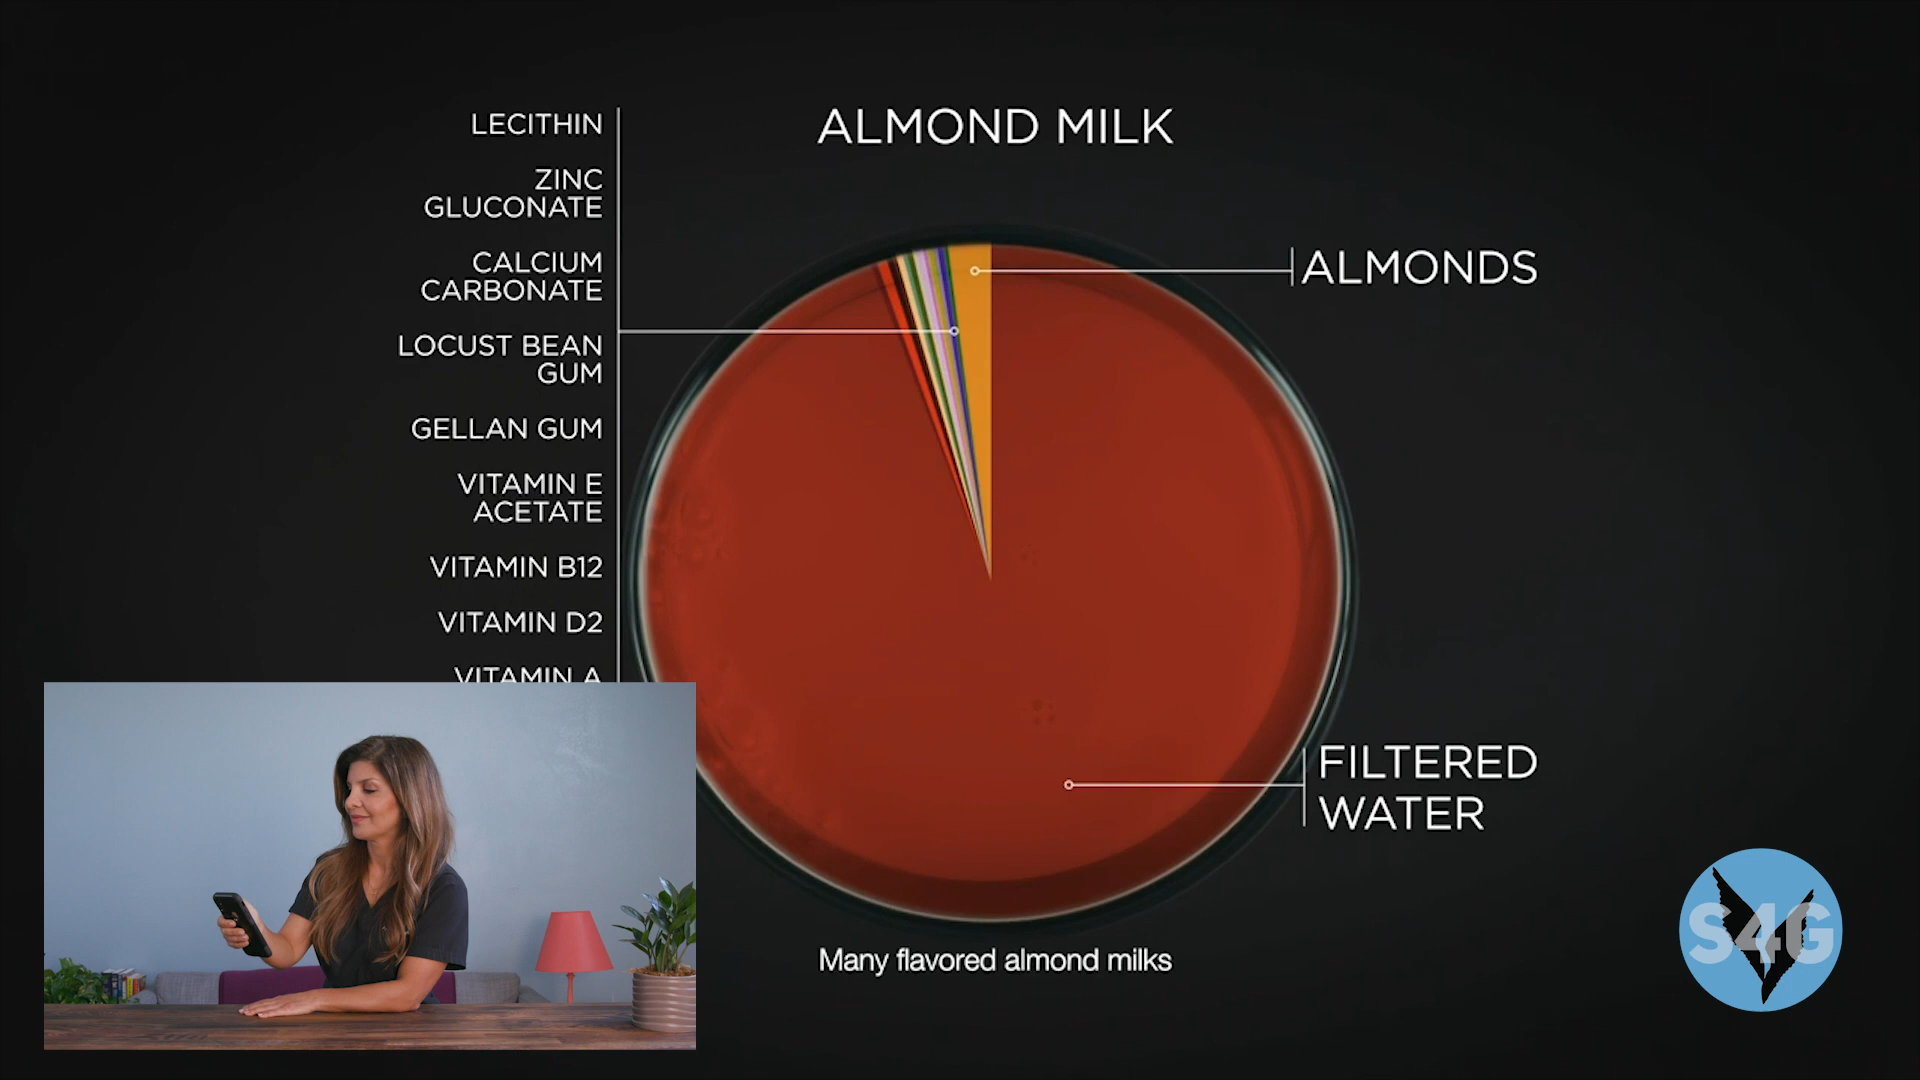 ALMOND MILK
LECITHIN
ZINC
GLUCONATE
CALCIUM
CARBONATE
LOCUST BEAN
GUM
GELLAN GUM
VITAMIN E
ACETATE
VITAMIN B12
VITAMIN D2
VITAMIN A
ALMONDS
FILTERED
WATER
Many flavored almond milks
S4G